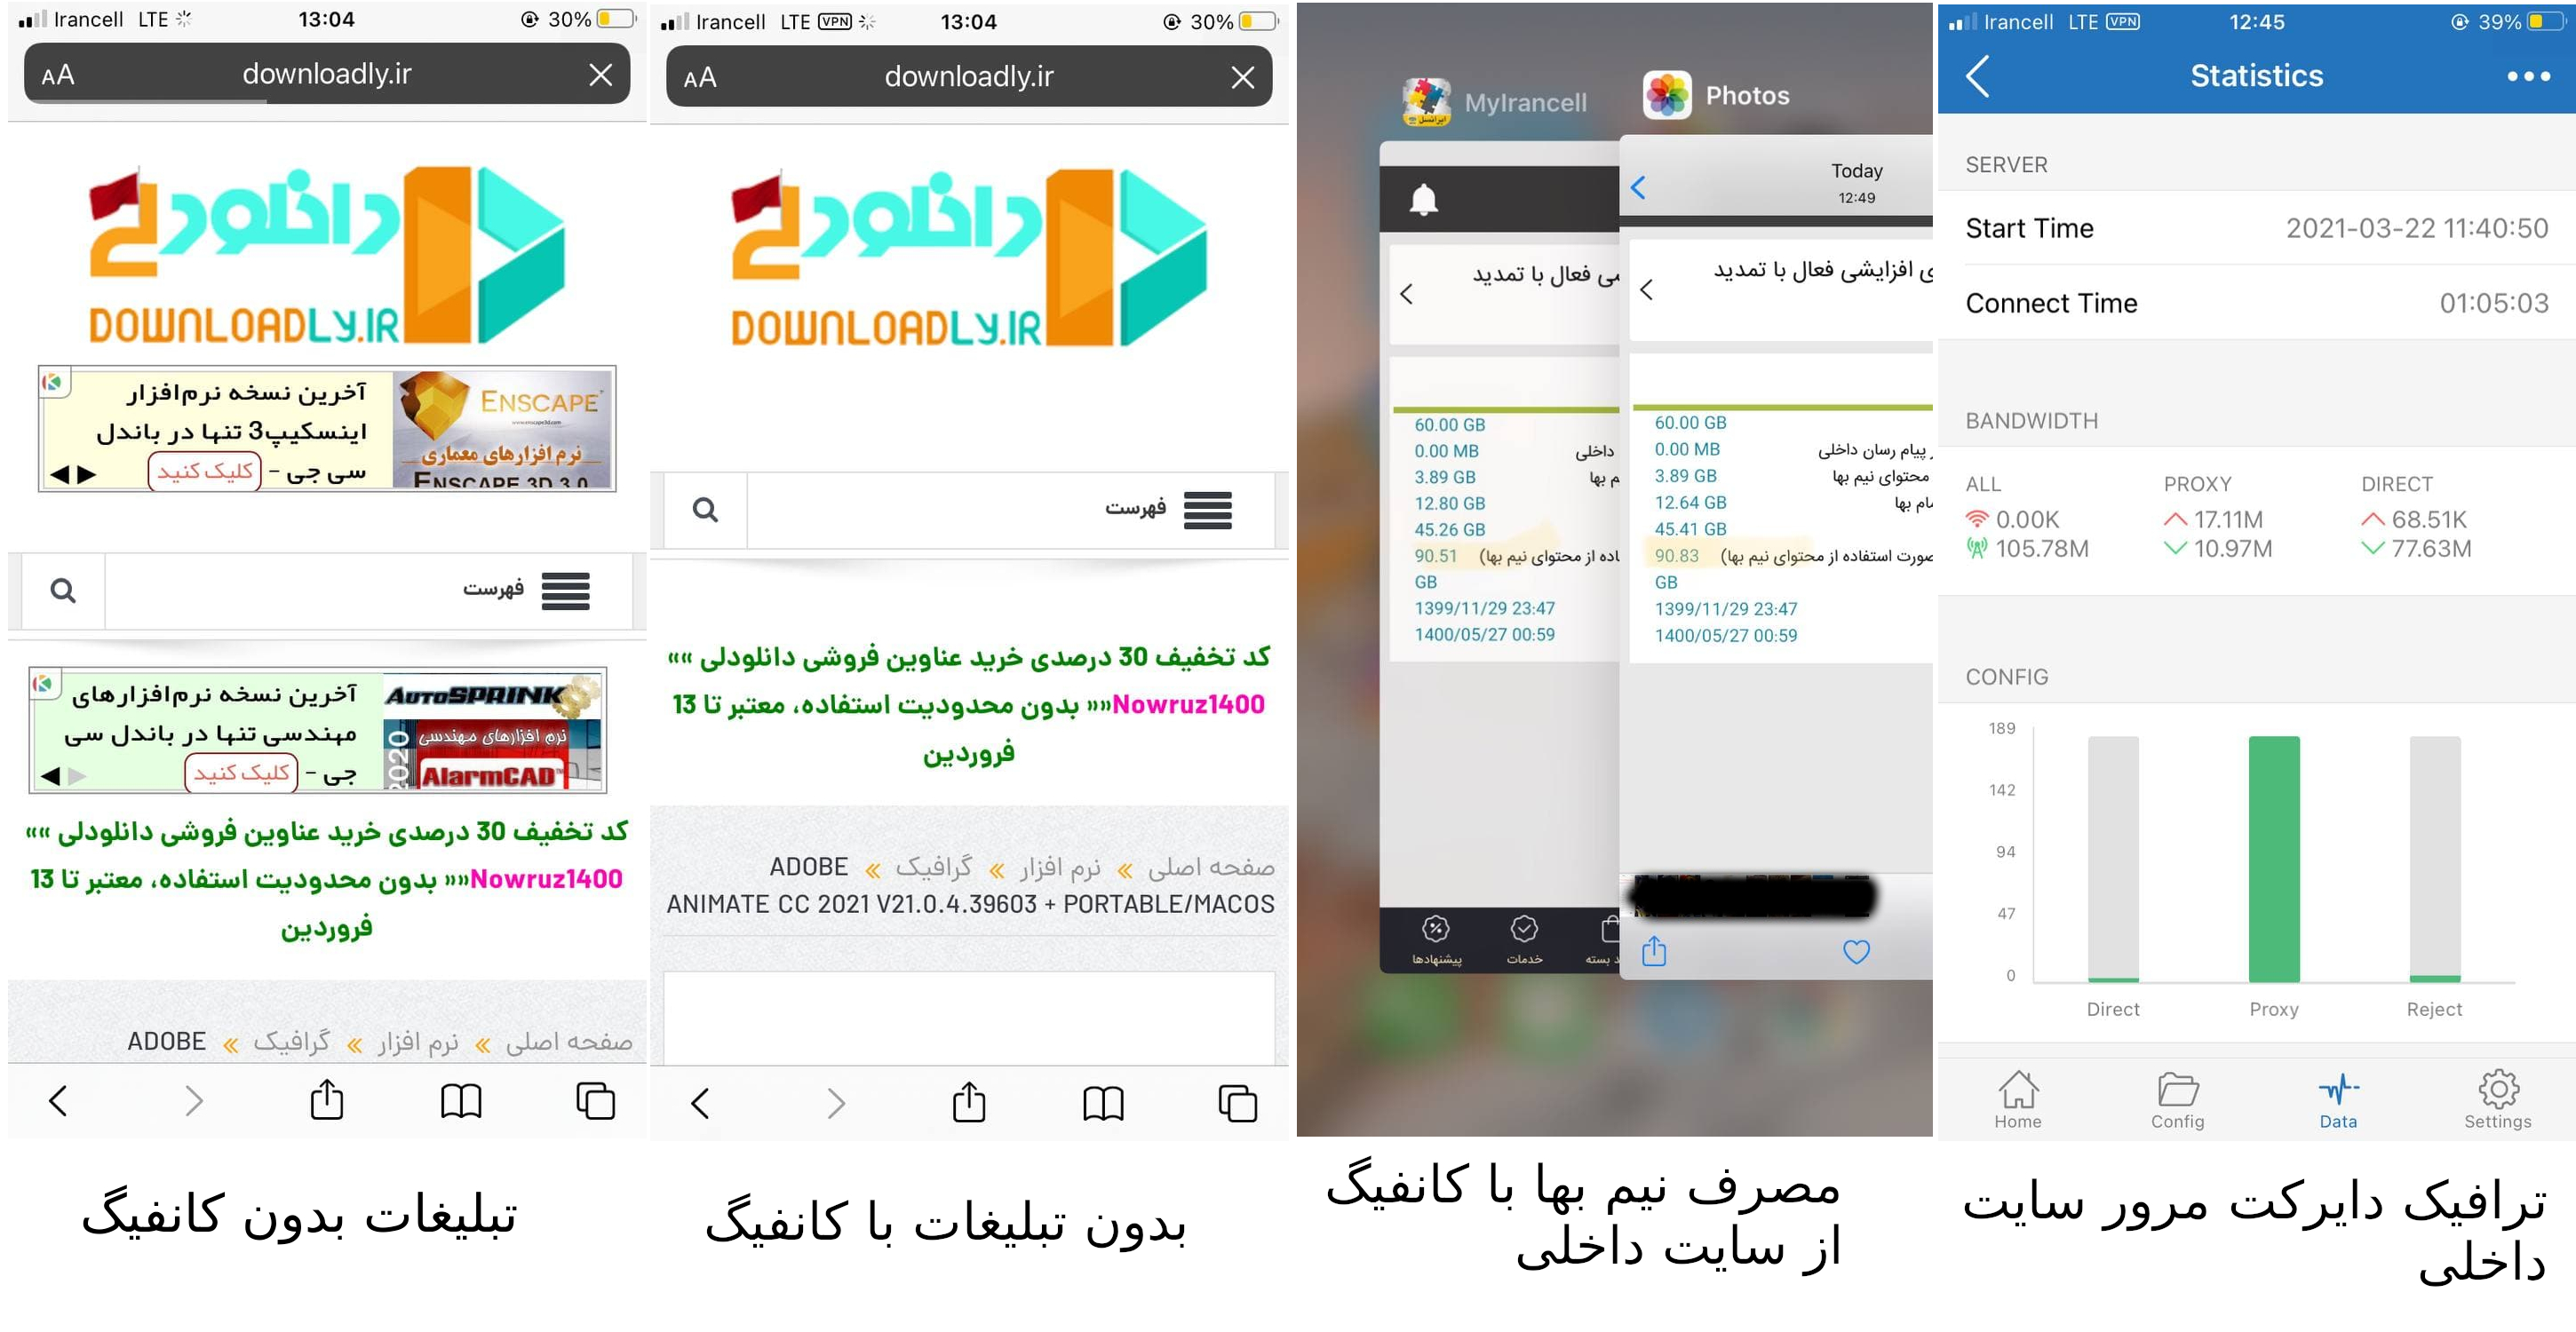 Irancell LTE 13:04 30%
AA downloadly.ir
دانلودلی
DOWNLOADLY.IR
آخرین نسخه نرم‌افزار
اینسکیپ3 تنها در باندل
سی جی - کلیک کنید
ENSCAPE
www.enscape3d.com
نرم افزارهای معماری
ENSCAPE 3D 3.0
فهرست
آخرین نسخه نرم‌افزارهای
مهندسی تنها در باندل سی
جی - کلیک کنید
AUTOSPRINK
نرم افزارهای مهندسی
2020
AlarmCAD
کد تخفیف 30 درصدی خرید عناوین فروشی دانلودلی »»
Nowruz1400«« بدون محدودیت استفاده، معتبر تا 13
فروردین
صفحه اصلی » نرم افزار » گرافیک » ADOBE
تبلیغات بدون کانفیگ
Irancell LTE VPN 13:04 30%
AA downloadly.ir
دانلودلی
DOWNLOADLY.IR
فهرست
کد تخفیف 30 درصدی خرید عناوین فروشی دانلودلی »»
Nowruz1400«« بدون محدودیت استفاده، معتبر تا 13
فروردین
صفحه اصلی » نرم افزار » گرافیک » ADOBE
ANIMATE CC 2021 V21.0.4.39603 + PORTABLE/MACOS
بدون تبلیغات با کانفیگ
MyIrancell
ایرانسل
ی فعال با تمدید
60.00 GB
0.00 MB داخلی
3.89 GB م بها
12.80 GB
45.26 GB
90.51 اده از محتوای نیم بها)
GB
1399/11/29 23:47
1400/05/27 00:59
پیشنهادها
خدمات
د بسته
Photos
Today
12:49
ی افزایشی فعال با تمدید
60.00 GB
0.00 MB پیام رسان داخلی
3.89 GB محتوای نیم بها
12.64 GB ام بها
45.41 GB
90.83 صورت استفاده از محتوای نیم بها)
GB
1399/11/29 23:47
1400/05/27 00:59
مصرف نیم بها با کانفیگ
از سایت داخلی
Irancell LTE VPN 12:45 39%
Statistics
SERVER
Start Time 2021-03-22 11:40:50
Connect Time 01:05:03
BANDWIDTH
ALL PROXY DIRECT
0.00K 17.11M 68.51K
105.78M 10.97M 77.63M
CONFIG
189
142
94
47
0
Direct Proxy Reject
Home Config Data Settings
ترافیک دایرکت مرور سایت
داخلی